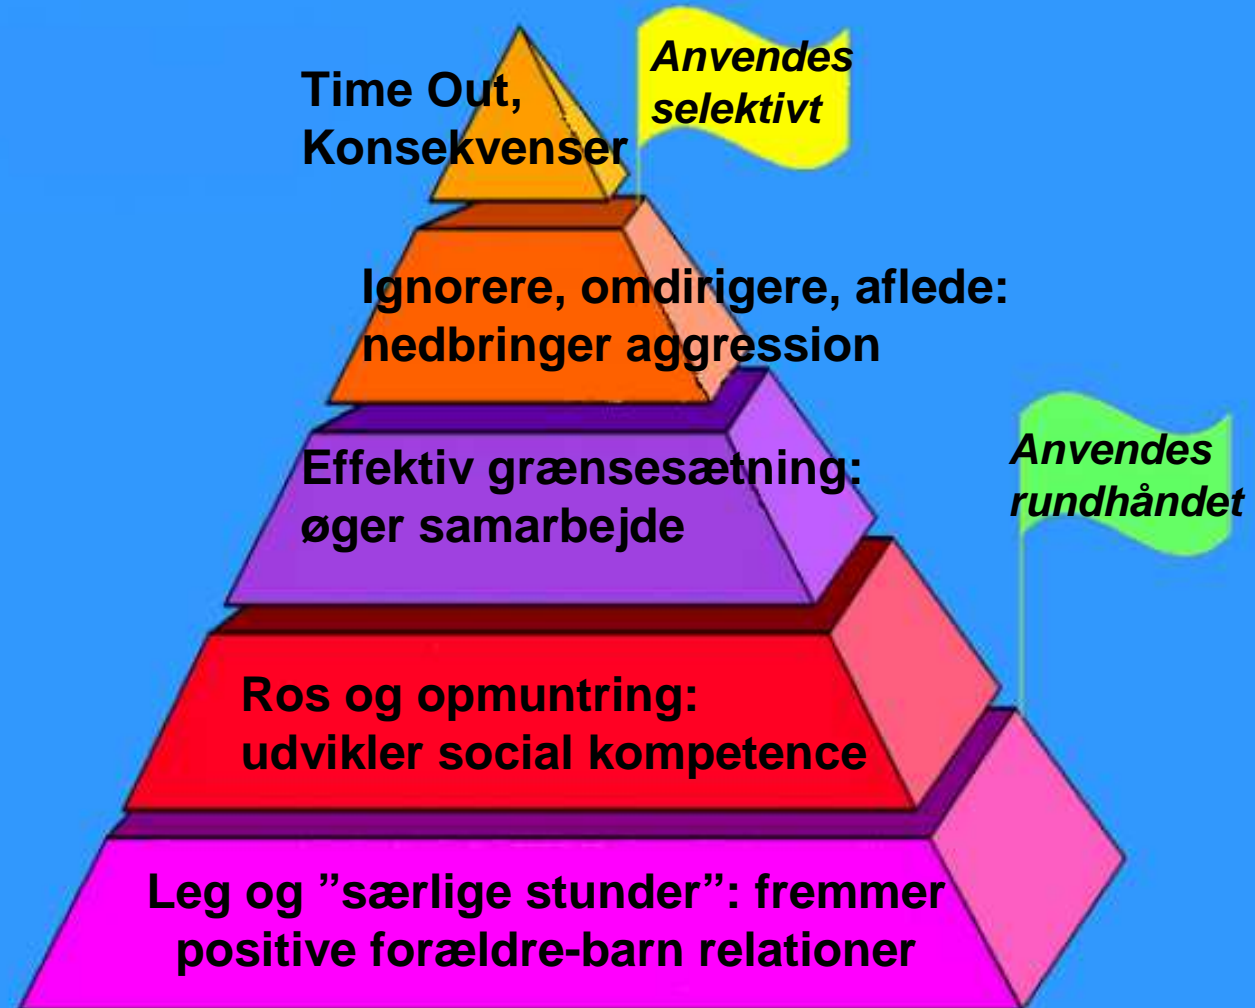 Time Out,
Konsekvenser
Anvendes
selektivt
Ignorere, omdirigere, aflede:
nedbringer aggression
Effektiv grænsesætning:
øger samarbejde
Anvendes
rundhåndet
Ros og opmuntring:
udvikler social kompetence
Leg og ”særlige stunder”: fremmer
positive forældre-barn relationer